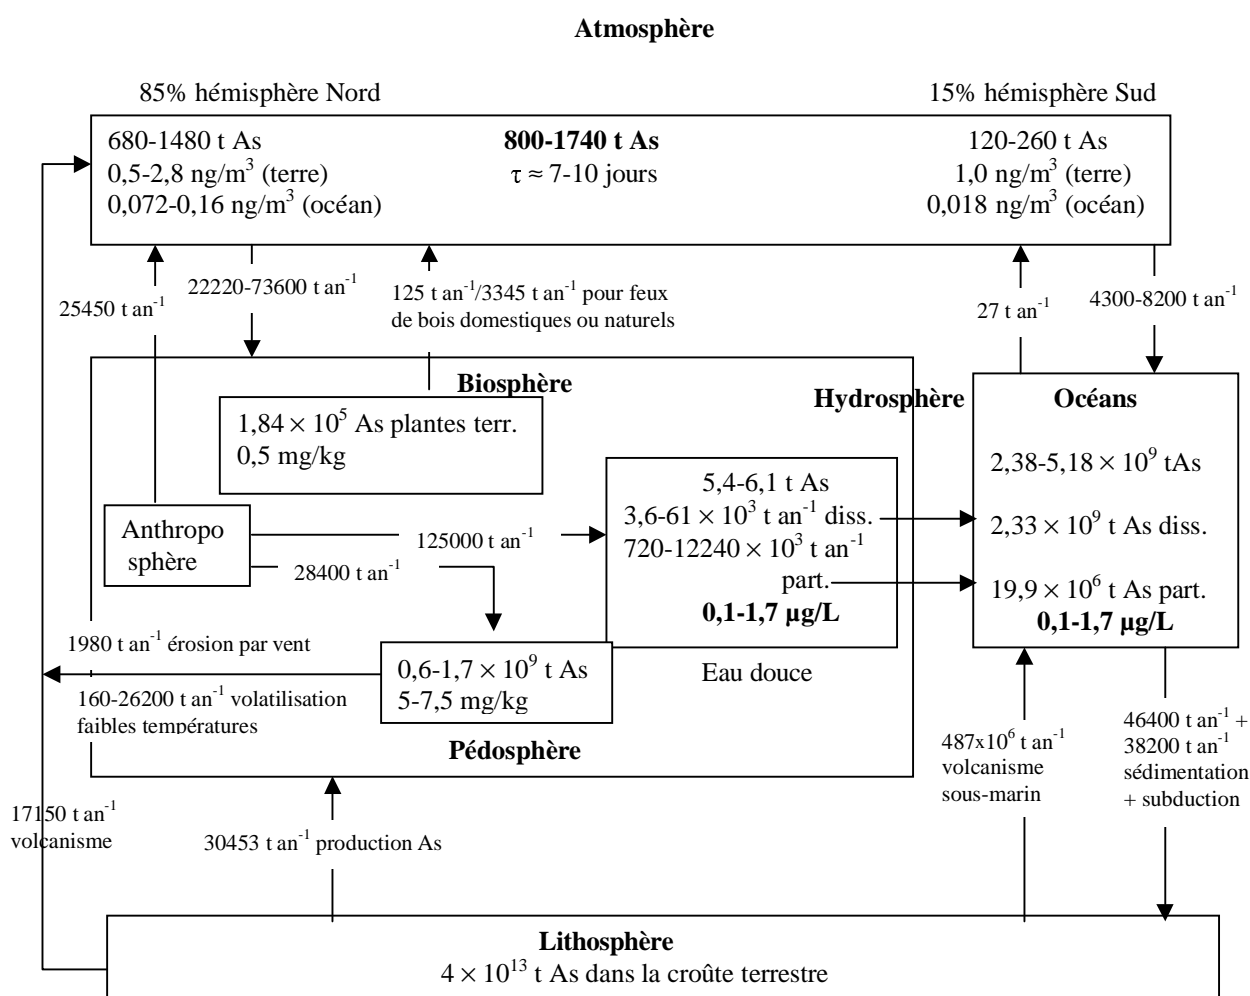 Atmosphère
85% hémisphère Nord
15% hémisphère Sud
680-1480 t As
0,5-2,8 ng/m³ (terre)
0,072-0,16 ng/m³ (océan)
800-1740 t As
τ ≈ 7-10 jours
120-260 t As
1,0 ng/m³ (terre)
0,018 ng/m³ (océan)
25450 t an⁻¹
22220-73600 t an⁻¹
125 t an⁻¹/3345 t an⁻¹ pour feux
de bois domestiques ou naturels
27 t an⁻¹
4300-8200 t an⁻¹
Biosphère
1,84 × 10⁵ As plantes terr.
0,5 mg/kg
Hydrosphère
Océans
2,38-5,18 × 10⁹ tAs
2,33 × 10⁹ t As diss.
19,9 × 10⁶ t As part.
0,1-1,7 µg/L
Anthropo
sphère
125000 t an⁻¹
28400 t an⁻¹
5,4-6,1 t As
3,6-61 × 10³ t an⁻¹ diss.
720-12240 × 10³ t an⁻¹
part.
0,1-1,7 µg/L
Eau douce
1980 t an⁻¹ érosion par vent
160-26200 t an⁻¹ volatilisation
faibles températures
0,6-1,7 × 10⁹ t As
5-7,5 mg/kg
Pédosphère
17150 t an⁻¹
volcanisme
30453 t an⁻¹ production As
487x10⁶ t an⁻¹
volcanisme
sous-marin
46400 t an⁻¹ +
38200 t an⁻¹
sédimentation
+ subduction
Lithosphère
4 × 10¹³ t As dans la croûte terrestre